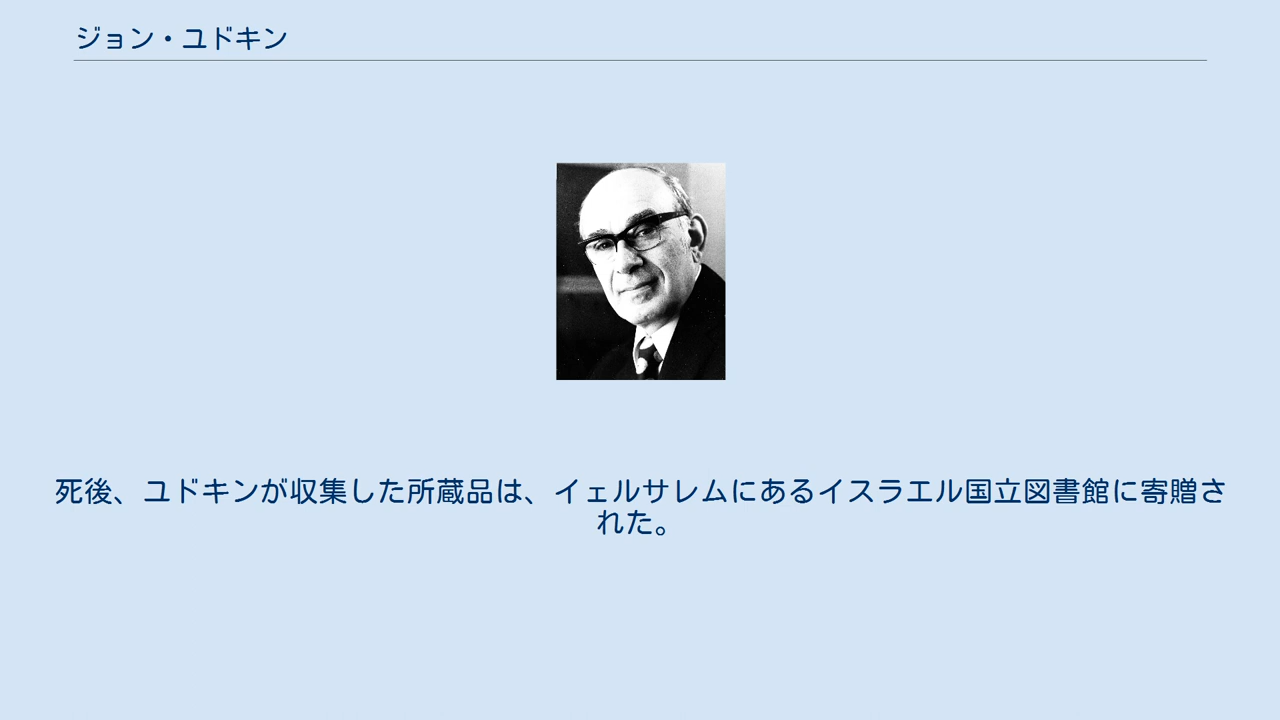 ジョン・ユドキン
死後、ユドキンが収集した所蔵品は、イェルサレムにあるイスラエル国立図書館に寄贈さ
れた。